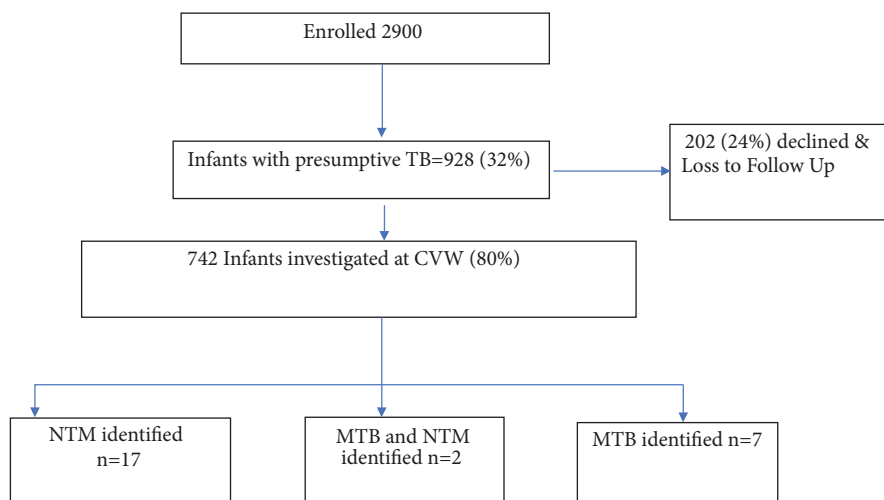 Enrolled 2900
Infants with presumptive TB=928 (32%)
202 (24%) declined &
Loss to Follow Up
742 Infants investigated at CVW (80%)
NTM identified
n=17
MTB and NTM
identified n=2
MTB identified n=7